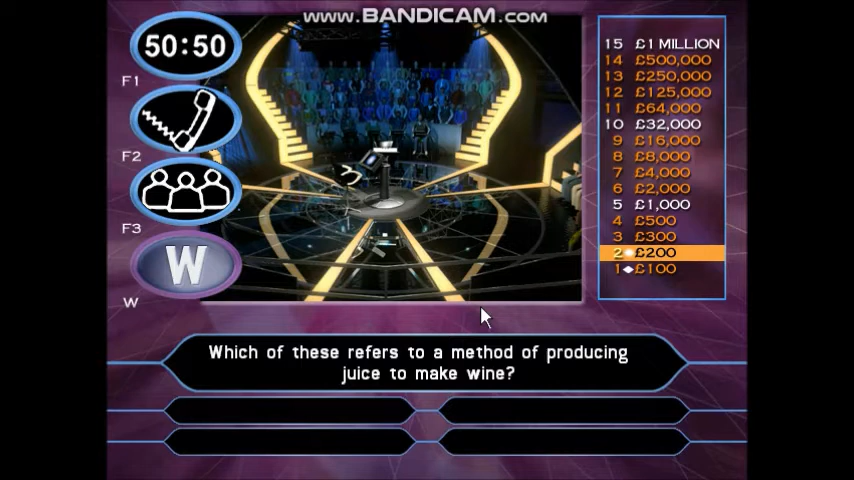 www.BANDICAM.com
50:50
F1
F2
F3
W
W
15 £1 MILLION
14 £500,000
13 £250,000
12 £125,000
11 £64,000
10 £32,000
9 £16,000
8 £8,000
7 £4,000
6 £2,000
5 £1,000
4 £500
3 £300
2 £200
1 £100
Which of these refers to a method of producing
juice to make wine?